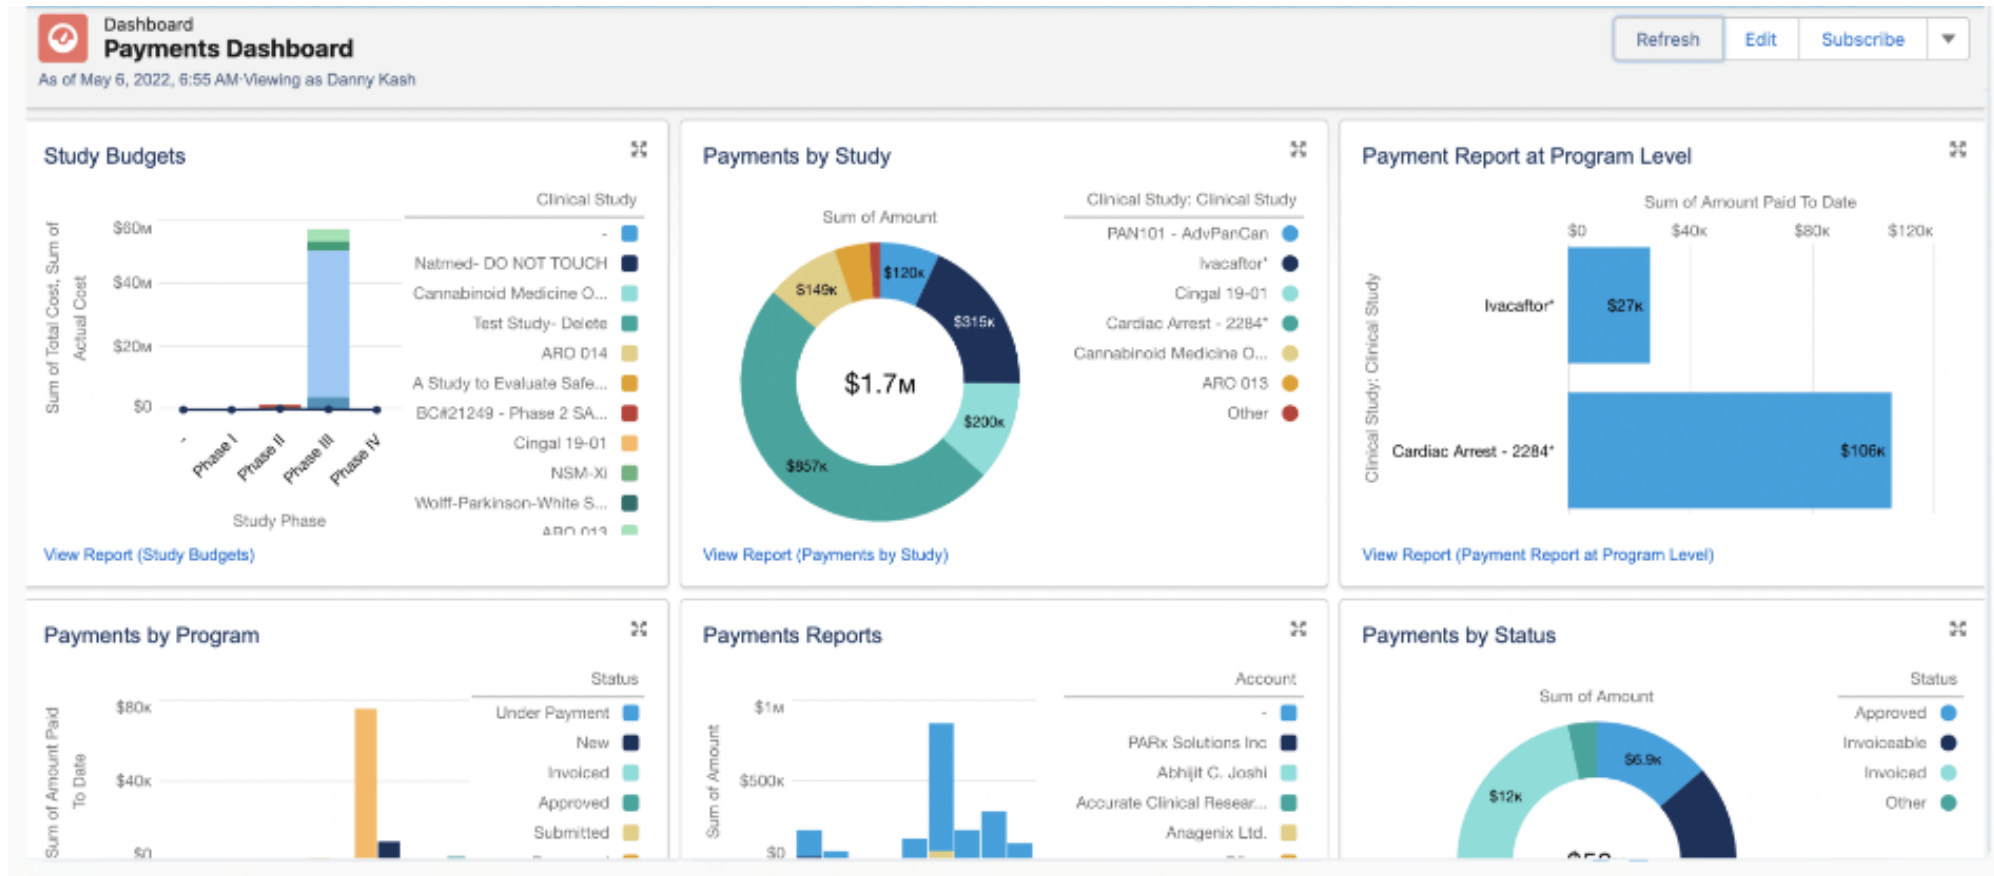 Dashboard
Payments Dashboard
As of May 6, 2022, 6:55 AM·Viewing as Danny Kash
Refresh
Edit
Subscribe
Study Budgets
Clinical Study
Sum of Total Cost, Sum of
Actual Cost
$60M
$40M
$20M
$0
-
Phase I
Phase II
Phase III
Phase IV
Study Phase
-
Natmed- DO NOT TOUCH
Cannabinoid Medicine O...
Test Study- Delete
ARO 014
A Study to Evaluate Safe...
BC#21249 - Phase 2 SA...
Cingal 19-01
NSM-XI
Wolff-Parkinson-White S...
ARO 013
View Report (Study Budgets)
Payments by Study
Sum of Amount
$120K
$315K
$200K
$857K
$149K
$1.7M
Clinical Study: Clinical Study
PAN101 - AdvPanCan
Ivacaftor*
Cingal 19-01
Cardiac Arrest - 2284*
Cannabinoid Medicine O...
ARO 013
Other
View Report (Payments by Study)
Payment Report at Program Level
Sum of Amount Paid To Date
$0
$40K
$80K
$120K
Clinical Study: Clinical Study
Ivacaftor*
$27K
Cardiac Arrest - 2284*
$106K
View Report (Payment Report at Program Level)
Payments by Program
Sum of Amount Paid
To Date
$80K
$40K
$0
Status
Under Payment
New
Invoiced
Approved
Submitted
Payments Reports
Sum of Amount
$1M
$500K
$0
Account
-
PARx Solutions Inc
Abhijit C. Joshi
Accurate Clinical Resear...
Anagenix Ltd.
Payments by Status
Sum of Amount
$6.9K
$12K
Status
Approved
Invoiceable
Invoiced
Other